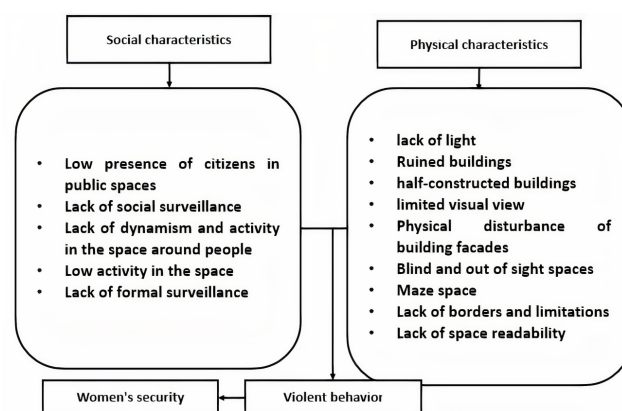 Social characteristics
Physical characteristics
• Low presence of citizens in
public spaces
• Lack of social surveillance
• Lack of dynamism and activity
in the space around people
• Low activity in the space
• Lack of formal surveillance
• lack of light
• Ruined buildings
• half-constructed buildings
• limited visual view
• Physical disturbance of
building facades
• Blind and out of sight spaces
• Maze space
• Lack of borders and limitations
• Lack of space readability
Women's security
Violent behavior